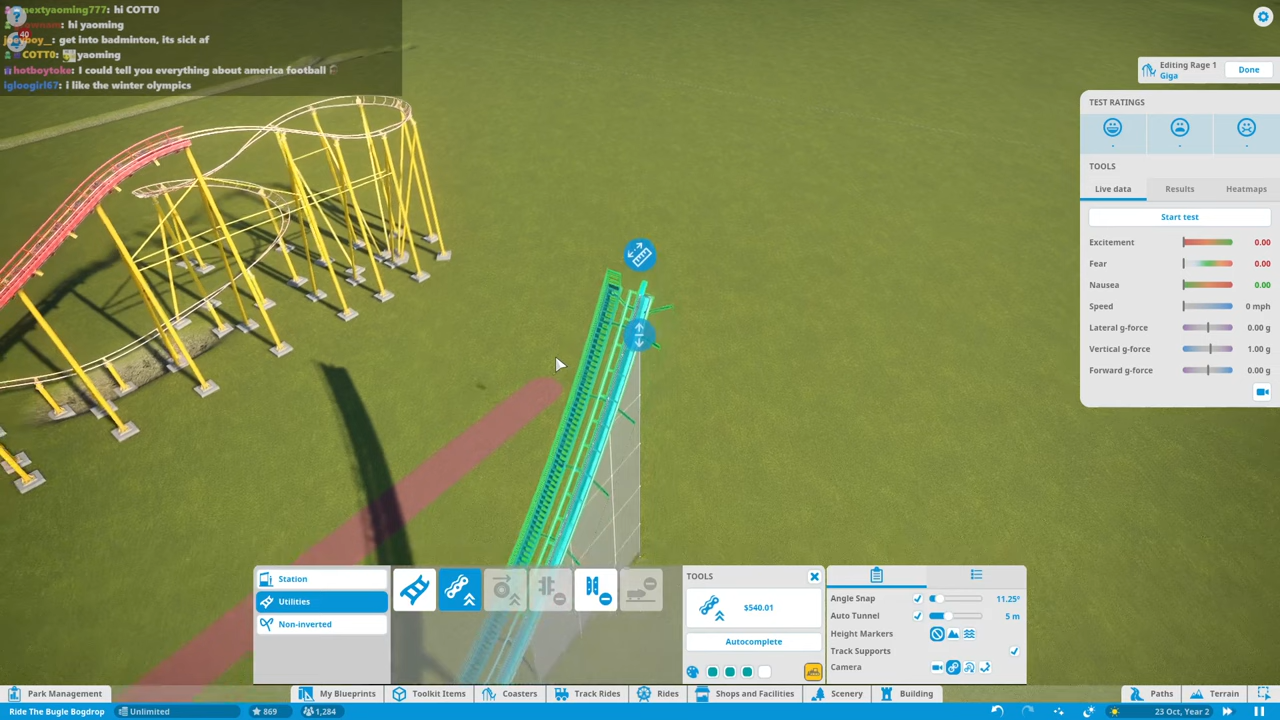 nextyaoming777: hi COTT0
hi yaoming
joeyboy__: get into badminton, its sick af
COTT0: yaoming
hotboytoke: I could tell you everything about america football
igloogirl67: i like the winter olympics
40
Editing Rage 1
Giga
Done
TEST RATINGS
- - -
TOOLS
Live data Results Heatmaps
Start test
Excitement 0.00
Fear 0.00
Nausea 0.00
Speed 0 mph
Lateral g-force 0.00 g
Vertical g-force 1.00 g
Forward g-force 0.00 g
Station
Utilities
Non-inverted
TOOLS
$540.01
Autocomplete
Angle Snap 11.25°
Auto Tunnel 5 m
Height Markers
Track Supports
Camera
Park Management My Blueprints Toolkit Items Coasters Track Rides Rides Shops and Facilities Scenery Building Paths Terrain
Ride The Bugle Bogdrop Unlimited 869 1,284 23 Oct, Year 2